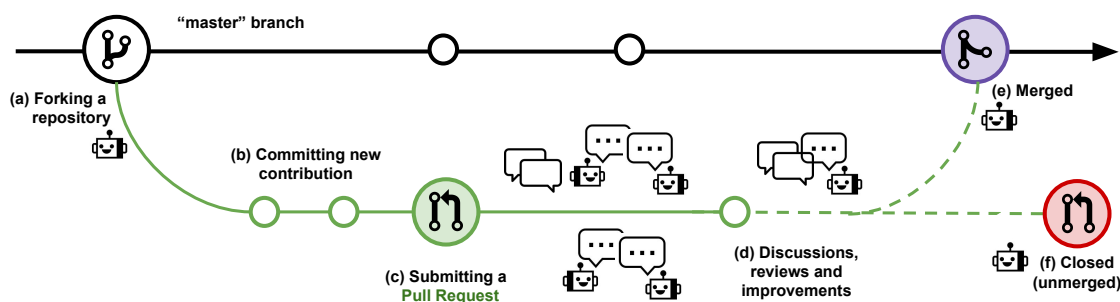 “master” branch
(a) Forking a
repository
(b) Committing new
contribution
(c) Submitting a
Pull Request
(d) Discussions,
reviews and
improvements
(e) Merged
(f) Closed
(unmerged)